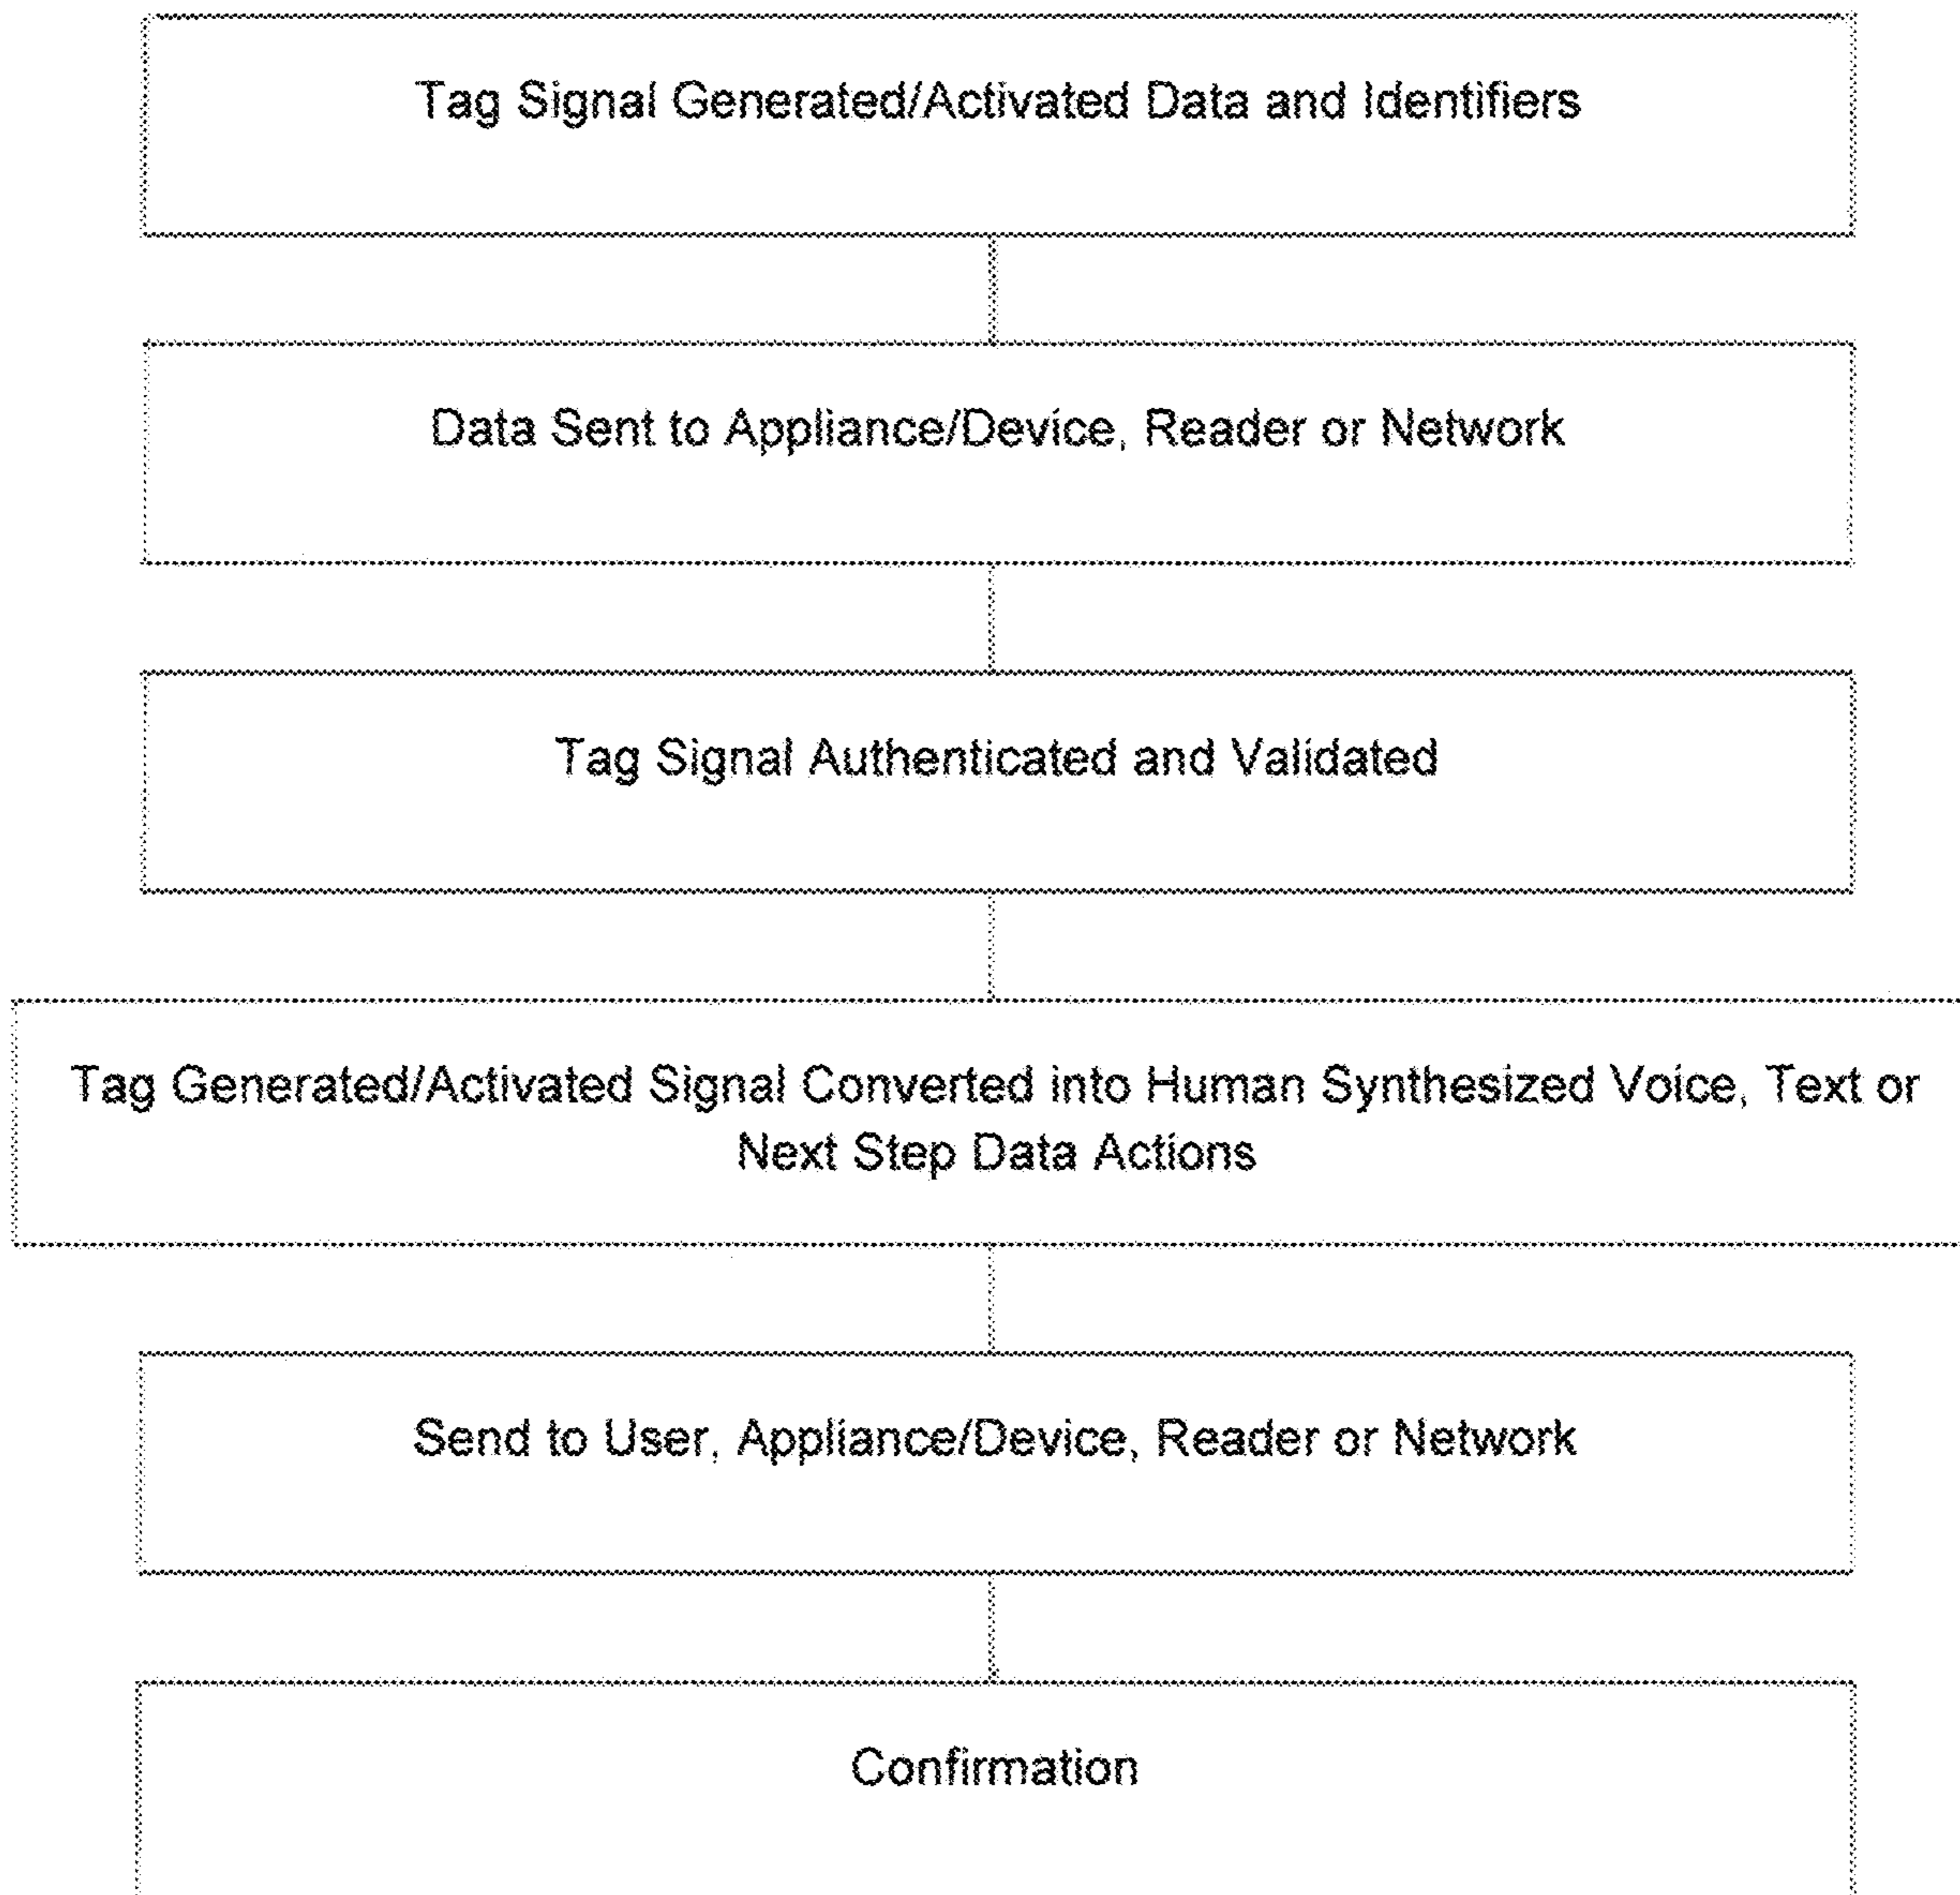 Tag Signal Generated/Activated Data and Identifiers
Data Sent to Appliance/Device, Reader or Network
Tag Signal Authenticated and Validated
Tag Generated/Activated Signal Converted into Human Synthesized Voice, Text or
Next Step Data Actions
Send to User, Appliance/Device, Reader or Network
Confirmation